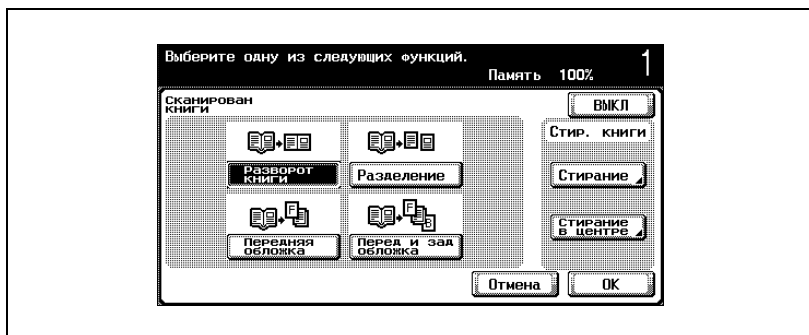 Выберите одну из следующих функций.
Память 100% 1
Сканирован
книги
ВЫКЛ
Стир. книги
Разворот
книги
Разделение
Стирание
F
F
B
Передняя
обложка
Перед и зад
обложка
Стирание
в центре
Отмена
OK